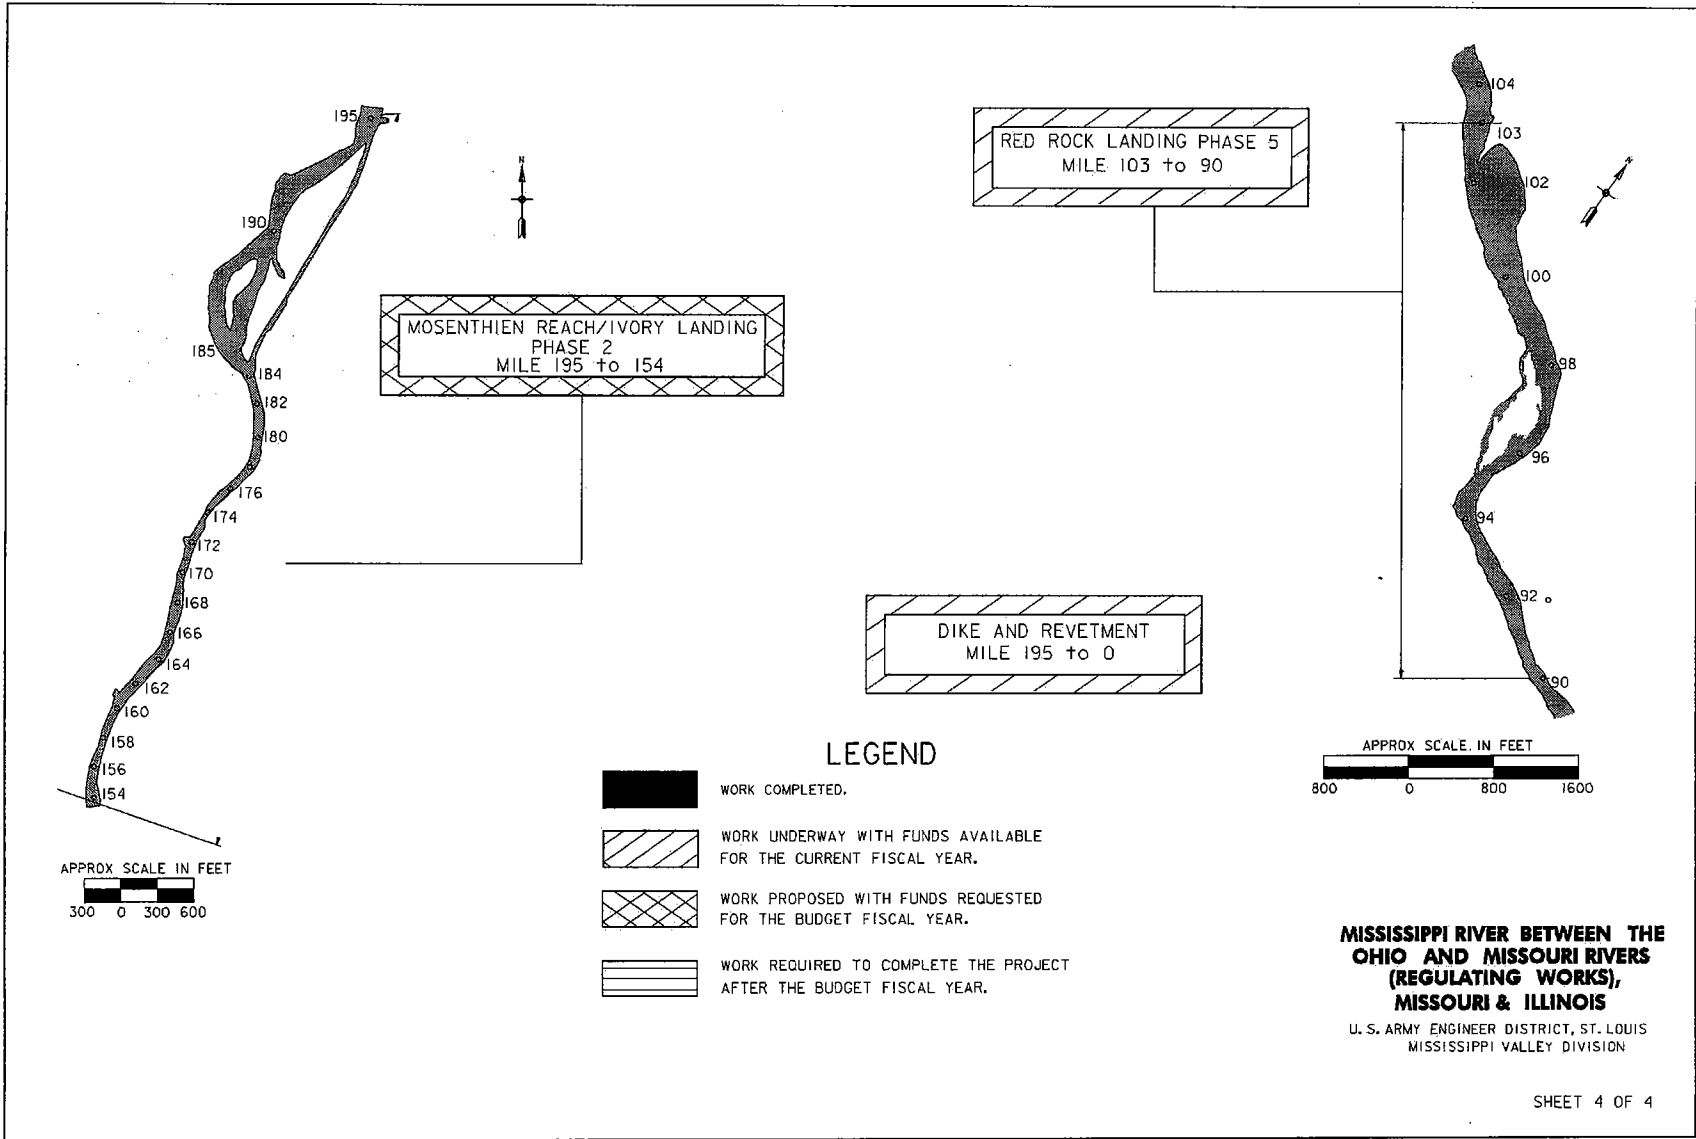 195
190
185
184
182
180
176
174
172
170
168
166
164
162
160
158
156
154
APPROX SCALE IN FEET
300 0 300 600
N
MOSENTHIEN REACH/IVORY LANDING
PHASE 2
MILE 195 to 154
RED ROCK LANDING PHASE 5
MILE 103 to 90
DIKE AND REVETMENT
MILE 195 to 0
104
103
102
100
98
96
94
92
90
N
APPROX SCALE. IN FEET
800 0 800 1600
LEGEND
WORK COMPLETED.
WORK UNDERWAY WITH FUNDS AVAILABLE
FOR THE CURRENT FISCAL YEAR.
WORK PROPOSED WITH FUNDS REQUESTED
FOR THE BUDGET FISCAL YEAR.
WORK REQUIRED TO COMPLETE THE PROJECT
AFTER THE BUDGET FISCAL YEAR.
MISSISSIPPI RIVER BETWEEN THE
OHIO AND MISSOURI RIVERS
(REGULATING WORKS),
MISSOURI & ILLINOIS
U. S. ARMY ENGINEER DISTRICT, ST. LOUIS
MISSISSIPPI VALLEY DIVISION
SHEET 4 OF 4